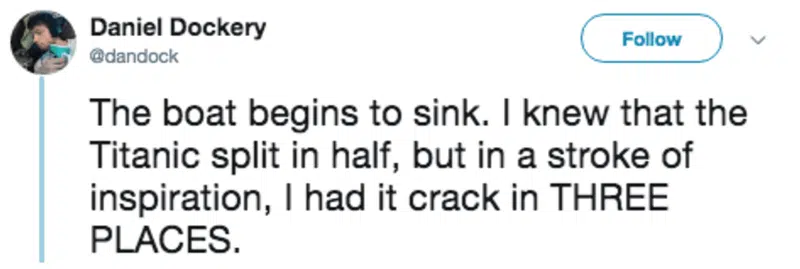 Daniel Dockery
@dandock
Follow
The boat begins to sink. I knew that the
Titanic split in half, but in a stroke of
inspiration, I had it crack in THREE
PLACES.